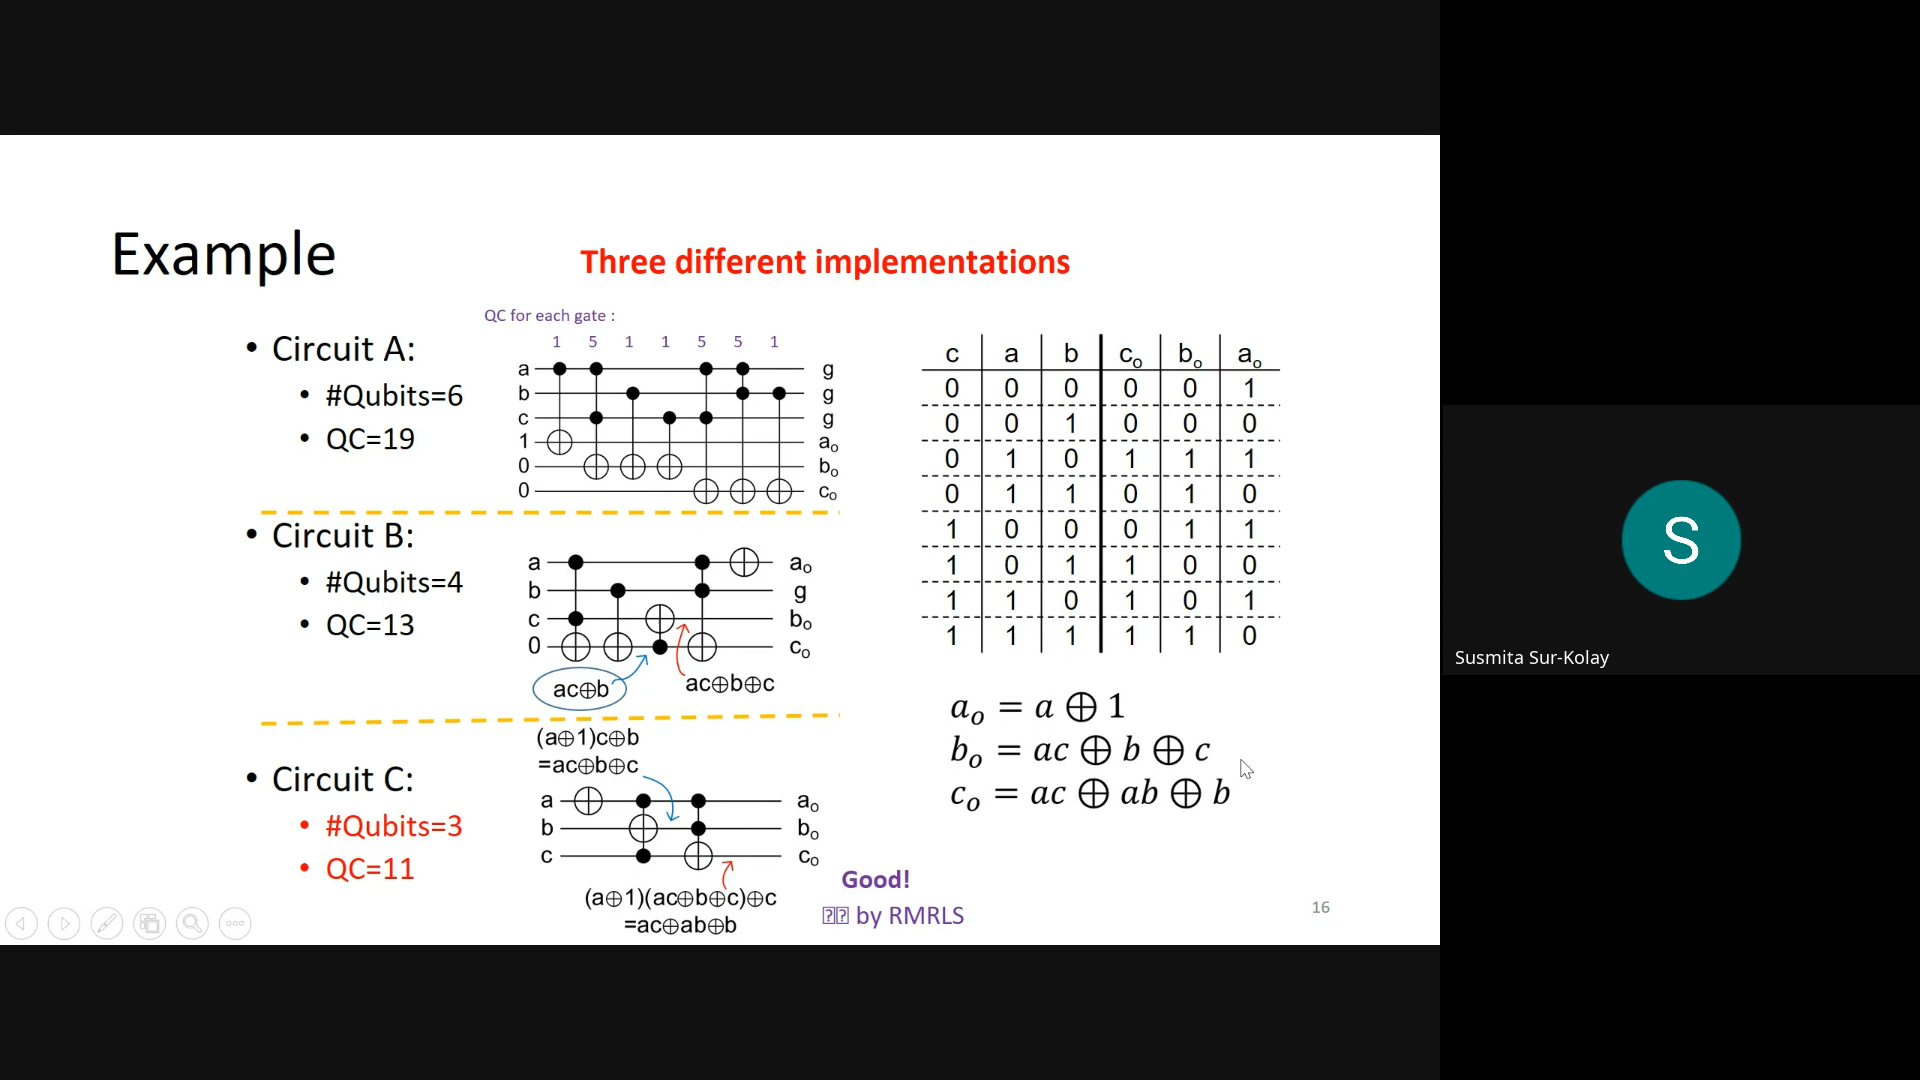 Example
Three different implementations
QC for each gate :
1 5 1 1 5 5 1
• Circuit A:
• #Qubits=6
• QC=19
a g
b g
c g
1 aₒ
0 bₒ
0 cₒ
• Circuit B:
• #Qubits=4
• QC=13
a aₒ
b g
c bₒ
0 cₒ
ac⊕b
ac⊕b⊕c
(a⊕1)c⊕b
=ac⊕b⊕c
• Circuit C:
• #Qubits=3
• QC=11
a aₒ
b bₒ
c cₒ
(a⊕1)(ac⊕b⊕c)⊕c
=ac⊕ab⊕b
Good!
by RMRLS
c a b cₒ bₒ aₒ
0 0 0 0 0 1
0 0 1 0 0 0
0 1 0 1 1 1
0 1 1 0 1 0
1 0 0 0 1 1
1 0 1 1 0 0
1 1 0 1 0 1
1 1 1 1 1 0
aₒ = a ⊕ 1
bₒ = ac ⊕ b ⊕ c
cₒ = ac ⊕ ab ⊕ b
16
S
Susmita Sur-Kolay